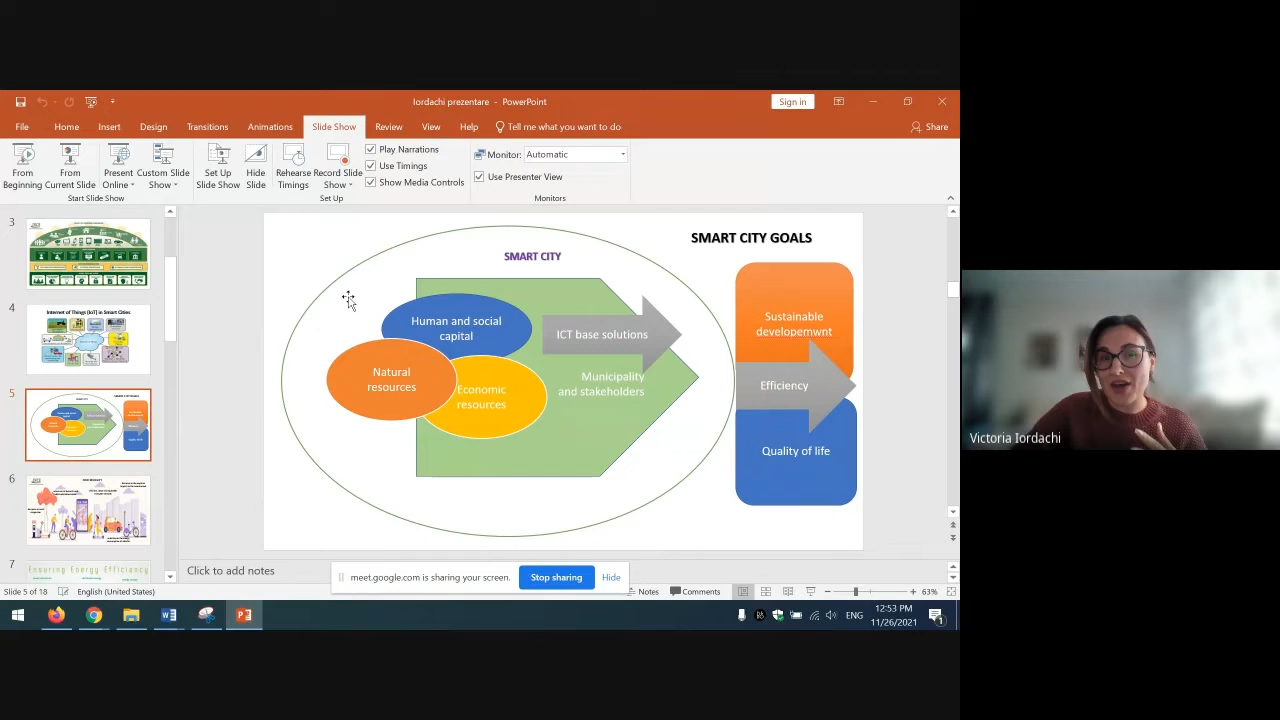 Iordachi prezentare - PowerPoint
Sign in
File Home Insert Design Transitions Animations Slide Show Review View Help Tell me what you want to do
Share
From Beginning
From Current Slide
Present Online
Custom Slide Show
Set Up Slide Show
Hide Slide
Rehearse Timings
Record Slide Show
Play Narrations
Use Timings
Show Media Controls
Monitor: Automatic
Use Presenter View
Start Slide Show
Set Up
Monitors
3
4
Internet of Things (IoT) in Smart Cities
5
6
7
Ensuring Energy Efficiency
SMART CITY GOALS
SMART CITY
Human and social
capital
Natural
resources
Economic
resources
ICT base solutions
Municipality
and stakeholders
Sustainable
developemwnt
Efficiency
Quality of life
Click to add notes
meet.google.com is sharing your screen.
Stop sharing
Hide
Slide 5 of 18
English (United States)
Notes
Comments
63%
ENG
12:53 PM
11/26/2021
1
Victoria Iordachi